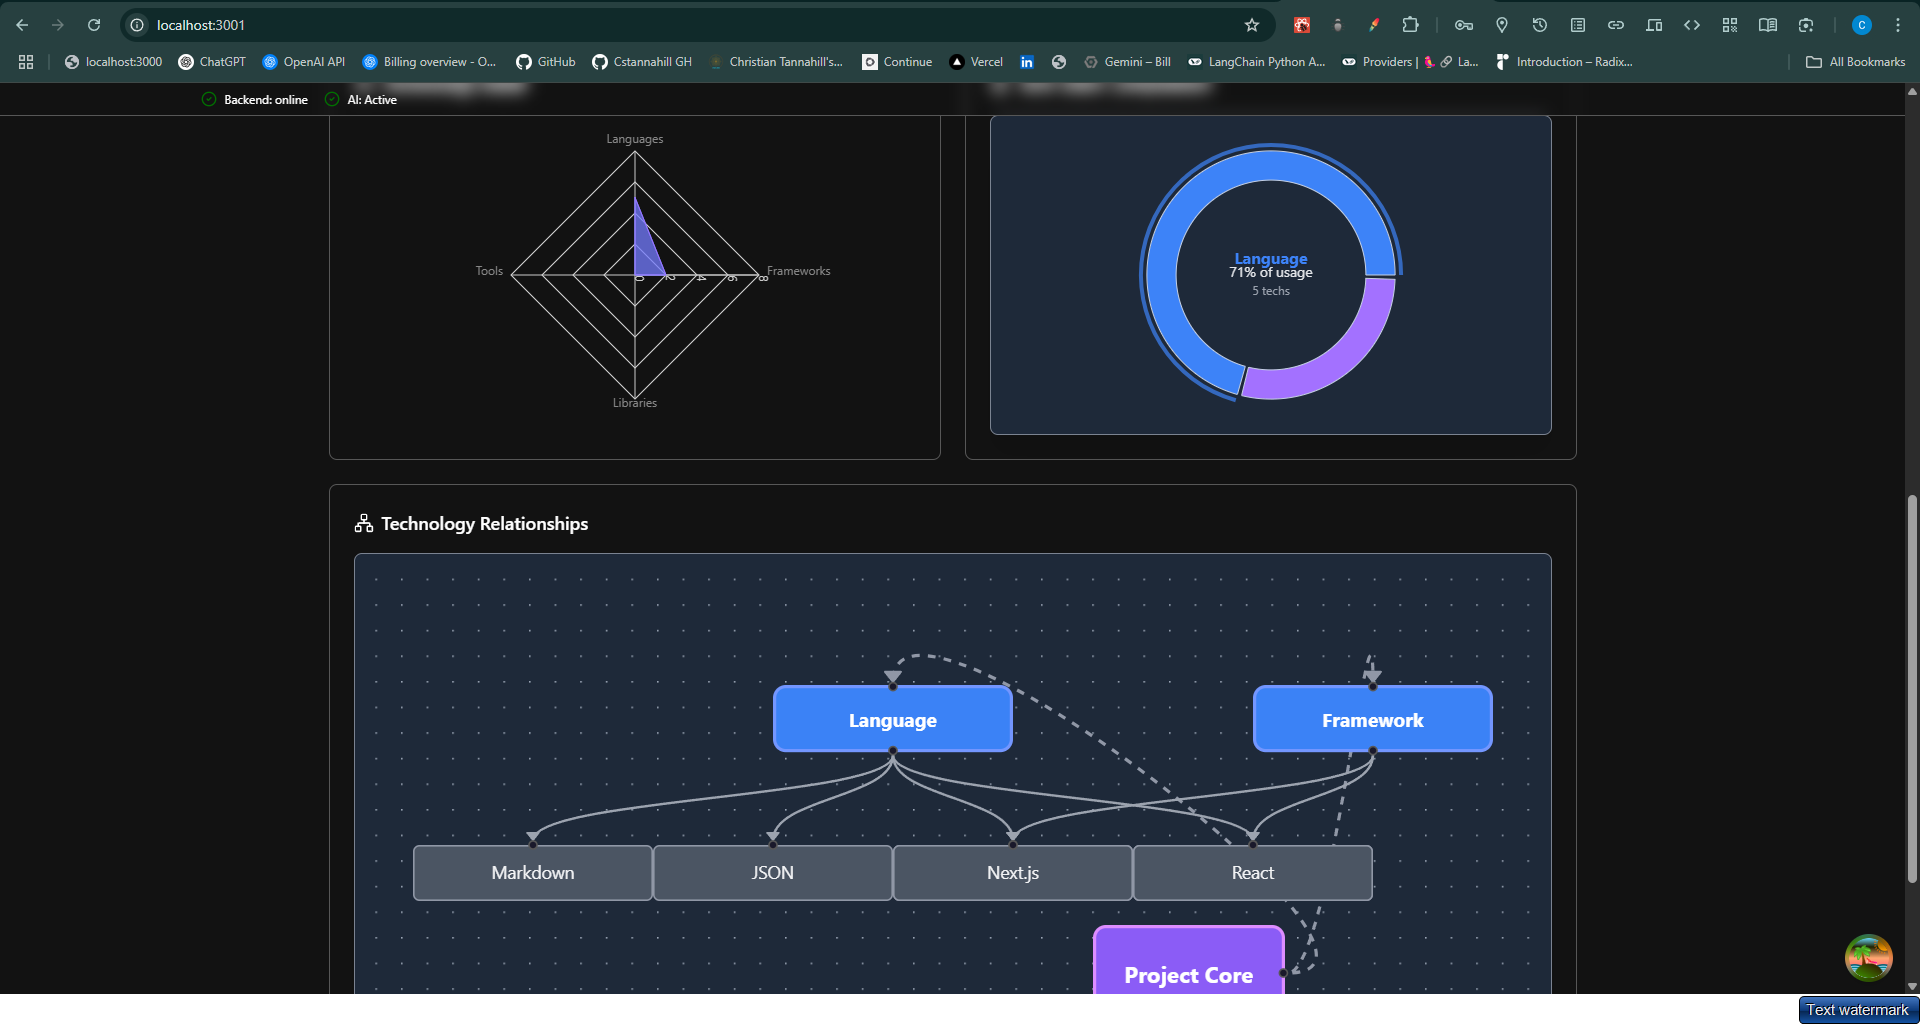 localhost:3001
C
localhost:3000
ChatGPT
OpenAI API
Billing overview - O...
GitHub
Cstannahill GH
Christian Tannahill's...
Continue
Vercel
Gemini – Bill
LangChain Python A...
Providers | 🦜🔗 La...
Introduction – Radix...
All Bookmarks
Backend: online
AI: Active
Languages
Tools
Frameworks
Libraries
0
2
4
6
8
Language
71% of usage
5 techs
Technology Relationships
Language
Framework
Markdown
JSON
Next.js
React
Project Core
Text watermark